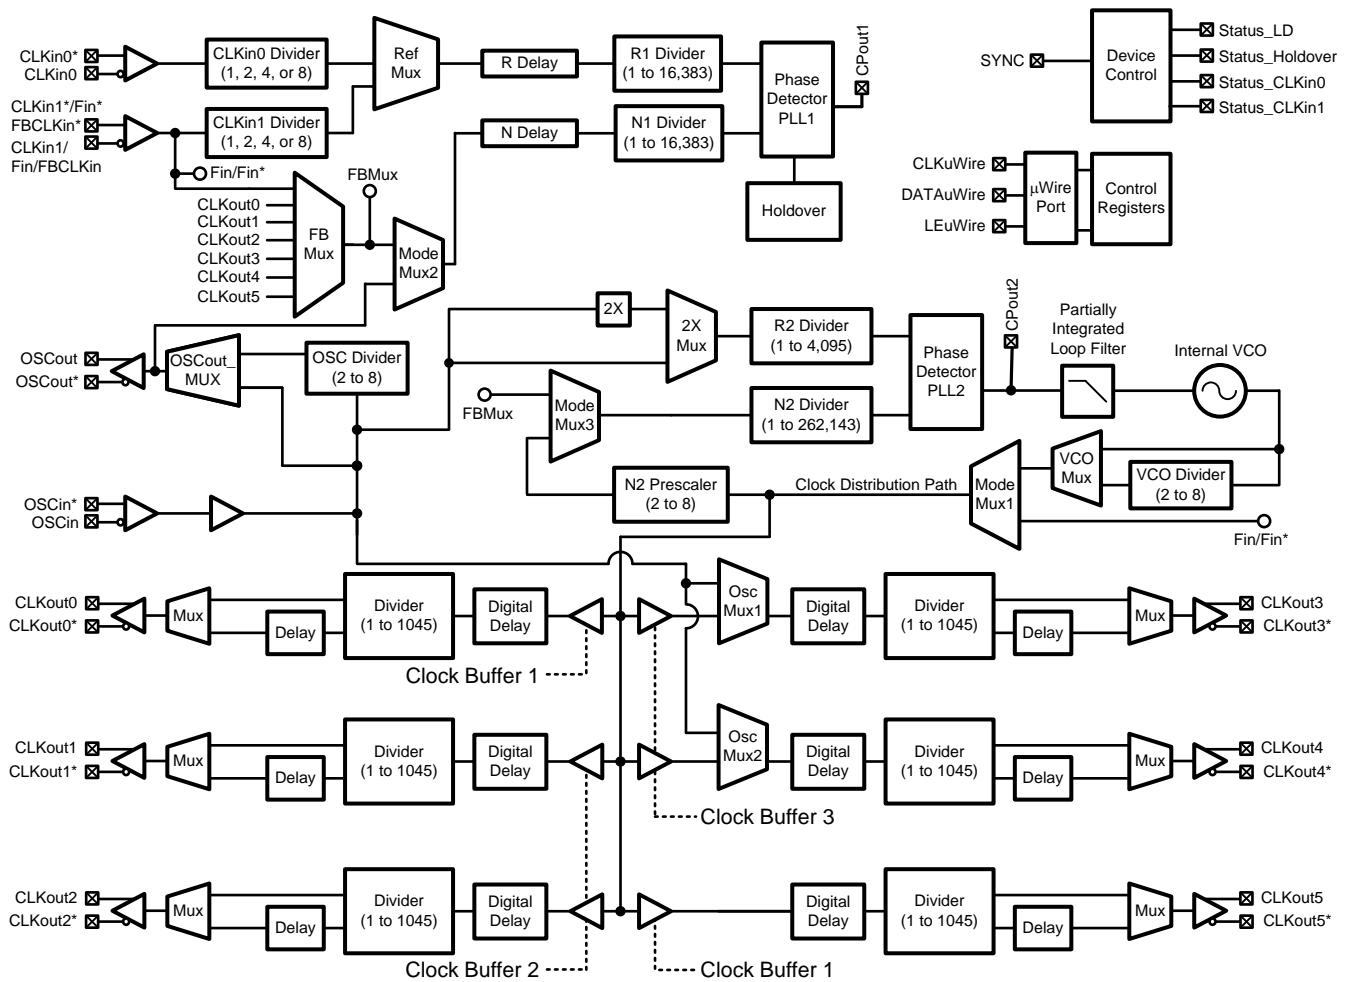 CLKin0*
CLKin0
CLKin0 Divider
(1, 2, 4, or 8)
Ref
Mux
R Delay
R1 Divider
(1 to 16,383)
Phase
Detector
PLL1
CPout1
CLKin1*/Fin*
FBCLKin*
CLKin1/
Fin/FBCLKin
CLKin1 Divider
(1, 2, 4, or 8)
N Delay
N1 Divider
(1 to 16,383)
Holdover
Fin/Fin*
FBMux
CLKout0
CLKout1
CLKout2
CLKout3
CLKout4
CLKout5
FB
Mux
Mode
Mux2
SYNC
Device
Control
Status_LD
Status_Holdover
Status_CLKin0
Status_CLKin1
CLKuWire
DATAuWire
LEuWire
µWire
Port
Control
Registers
OSCout
OSCout*
OSCout_
MUX
OSC Divider
(2 to 8)
2X
2X
Mux
R2 Divider
(1 to 4,095)
Phase
Detector
PLL2
CPout2
Partially
Integrated
Loop Filter
Internal VCO
FBMux
Mode
Mux3
N2 Divider
(1 to 262,143)
OSCin*
OSCin
N2 Prescaler
(2 to 8)
Clock Distribution Path
Mode
Mux1
VCO
Mux
VCO Divider
(2 to 8)
Fin/Fin*
CLKout0
CLKout0*
Mux
Delay
Divider
(1 to 1045)
Digital
Delay
Osc
Mux1
Digital
Delay
Divider
(1 to 1045)
Delay
Mux
CLKout3
CLKout3*
Clock Buffer 1
CLKout1
CLKout1*
Mux
Delay
Divider
(1 to 1045)
Digital
Delay
Osc
Mux2
Digital
Delay
Divider
(1 to 1045)
Delay
Mux
CLKout4
CLKout4*
Clock Buffer 3
CLKout2
CLKout2*
Mux
Delay
Divider
(1 to 1045)
Digital
Delay
Digital
Delay
Divider
(1 to 1045)
Delay
Mux
CLKout5
CLKout5*
Clock Buffer 2
Clock Buffer 1